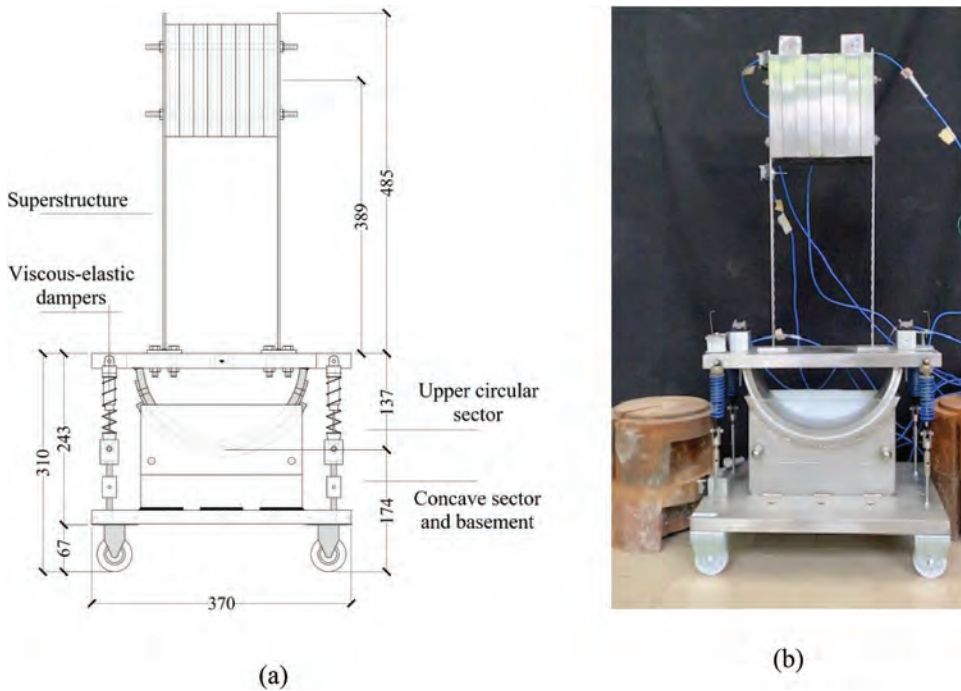 485
389
Superstructure
Viscous-elastic
dampers
137
Upper circular
sector
243
310
174
Concave sector
and basement
67
370
(a)
(b)